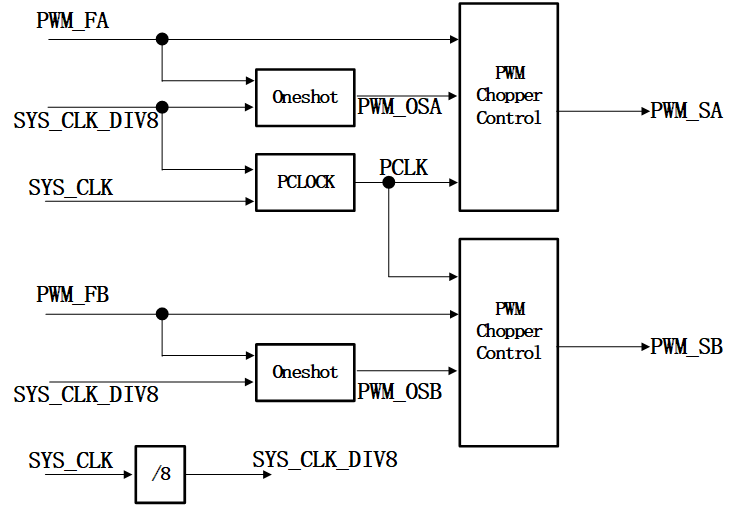 PWM_FA
PWM
Chopper
Control
Oneshot
PWM_OSA
SYS_CLK_DIV8
PWM_SA
PCLOCK
PCLK
SYS_CLK
PWM_FB
PWM
Chopper
Control
PWM_SB
Oneshot
PWM_OSB
SYS_CLK_DIV8
SYS_CLK
/8
SYS_CLK_DIV8